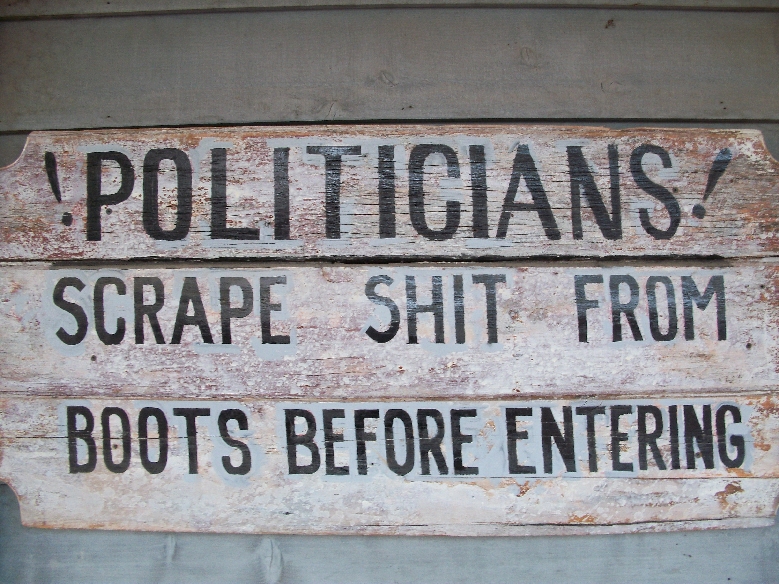 !POLITICIANS!
SCRAPE SHIT FROM
BOOTS BEFORE ENTERING